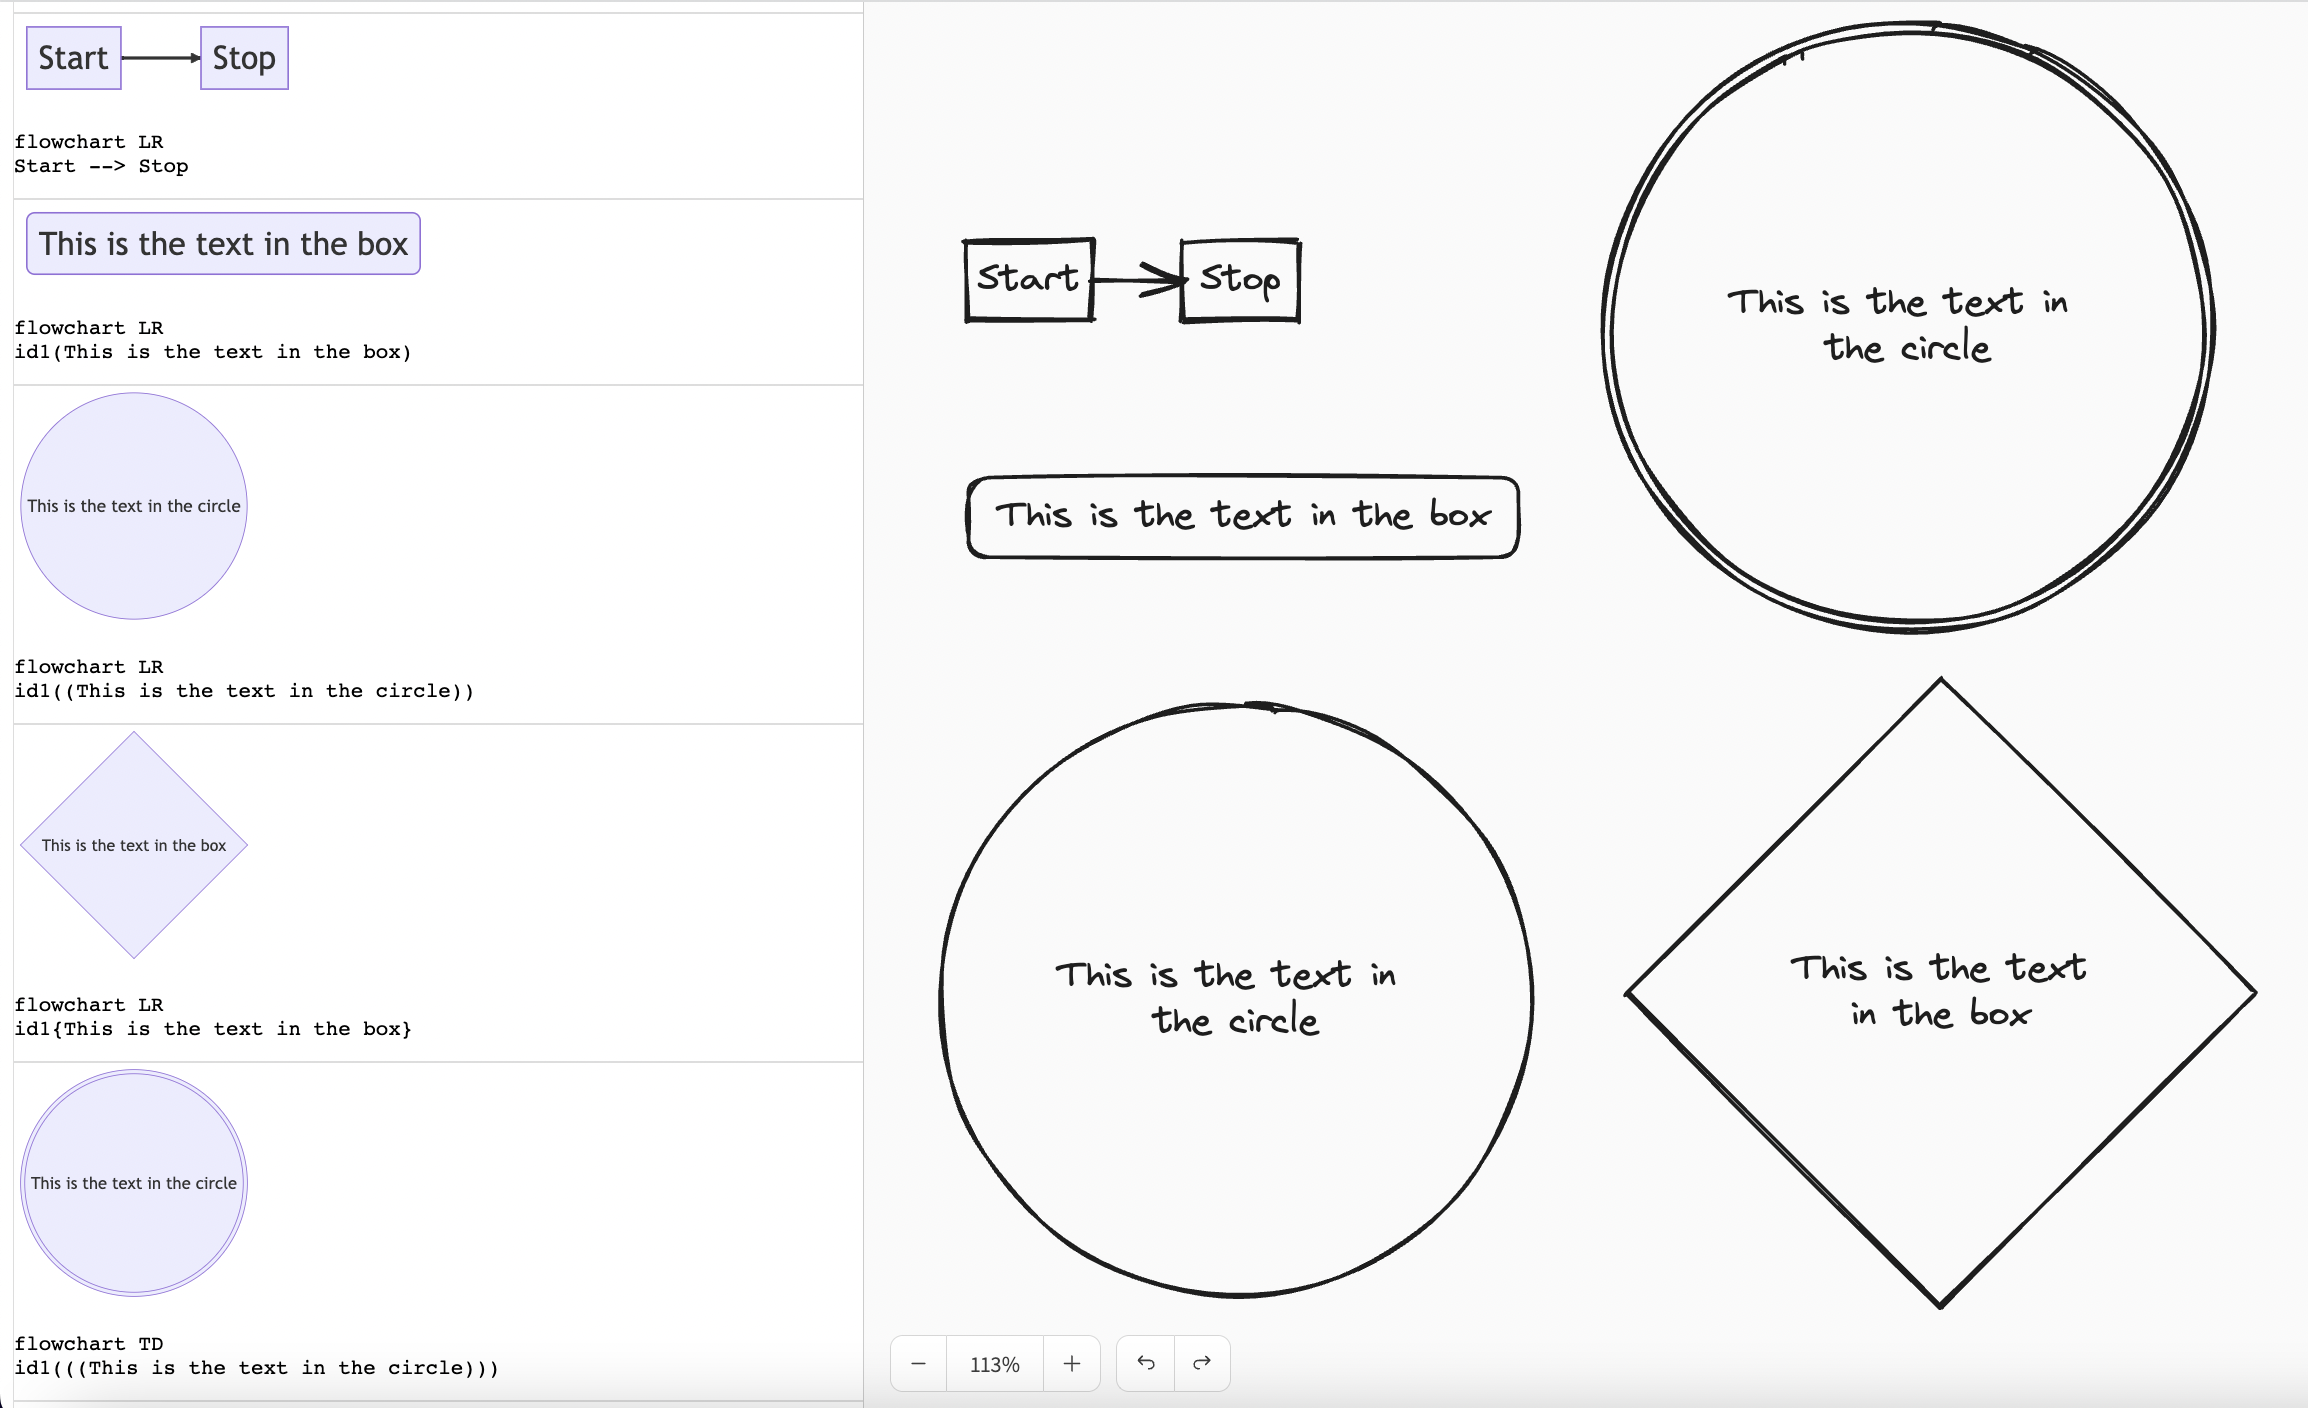 Start
Stop
flowchart LR
Start --> Stop
This is the text in the box
flowchart LR
id1(This is the text in the box)
This is the text in the circle
flowchart LR
id1((This is the text in the circle))
This is the text in the box
flowchart LR
id1{This is the text in the box}
This is the text in the circle
flowchart TD
id1(((This is the text in the circle)))
Start
Stop
This is the text in
the circle
This is the text in the box
This is the text in
the circle
This is the text
in the box
113%